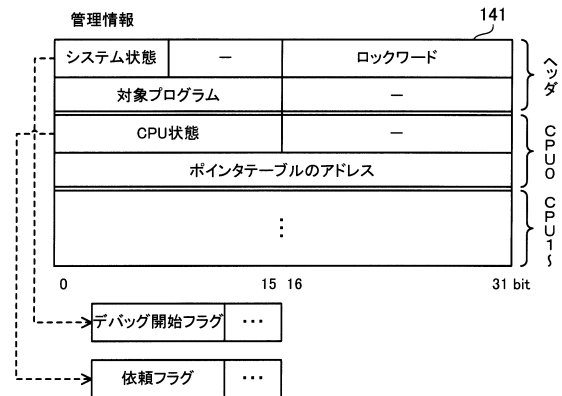 管理情報
141
システム状態 － ロックワード
対象プログラム －
ヘッダ
CPU状態 －
ポインタテーブルのアドレス
CPU0
⋮
CPU1～
0 15 16 31 bit
デバッグ開始フラグ …
依頼フラグ …